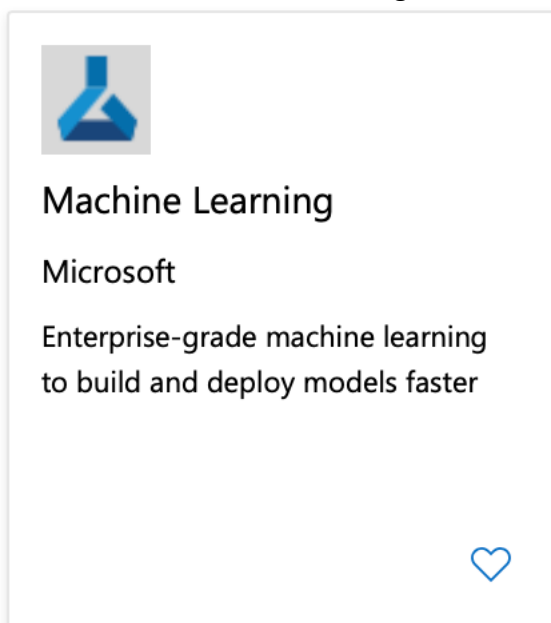 Machine Learning
Microsoft
Enterprise-grade machine learning
to build and deploy models faster